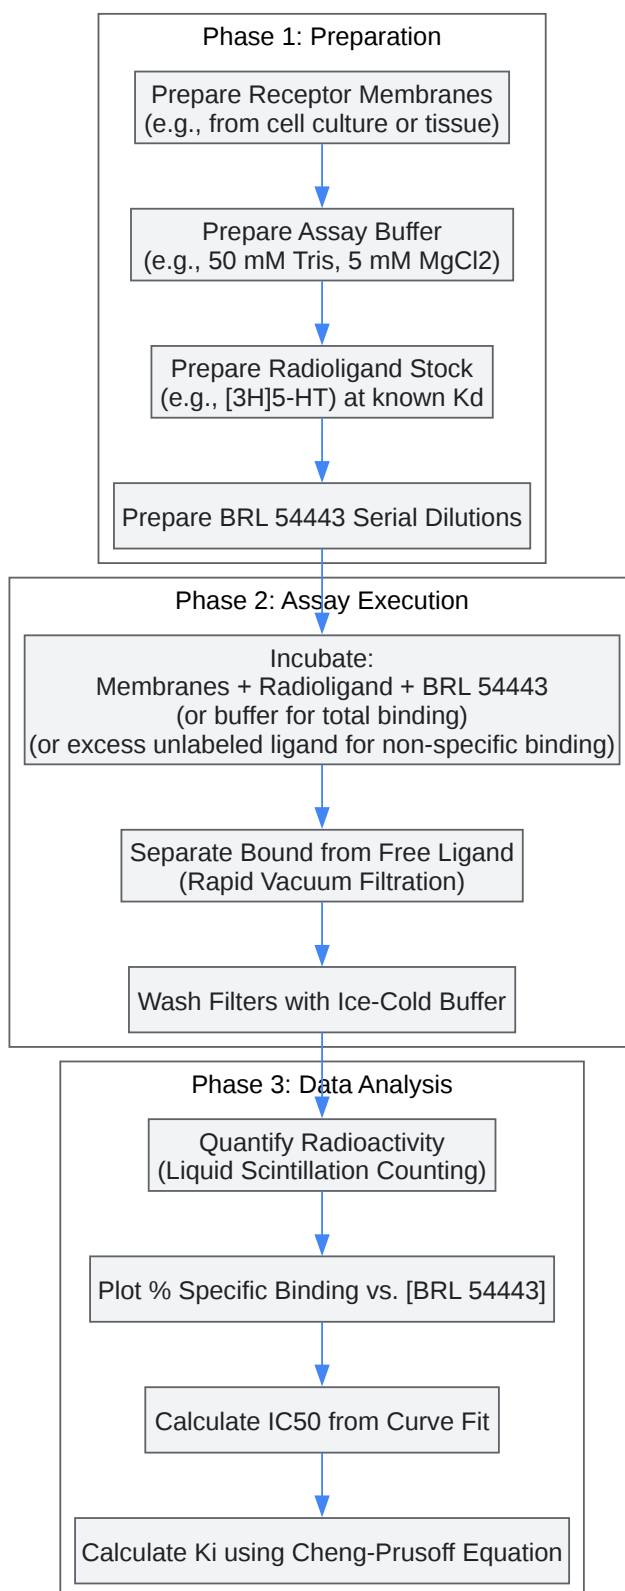 Phase 1: Preparation
Prepare Receptor Membranes
(e.g., from cell culture or tissue)
Prepare Assay Buffer
(e.g., 50 mM Tris, 5 mM MgCl2)
Prepare Radioligand Stock
(e.g., [3H]5-HT) at known Kd
Prepare BRL 54443 Serial Dilutions
Phase 2: Assay Execution
Incubate:
Membranes + Radioligand + BRL 54443
(or buffer for total binding)
(or excess unlabeled ligand for non-specific binding)
Separate Bound from Free Ligand
(Rapid Vacuum Filtration)
Wash Filters with Ice-Cold Buffer
Phase 3: Data Analysis
Quantify Radioactivity
(Liquid Scintillation Counting)
Plot % Specific Binding vs. [BRL 54443]
Calculate IC50 from Curve Fit
Calculate Ki using Cheng-Prusoff Equation